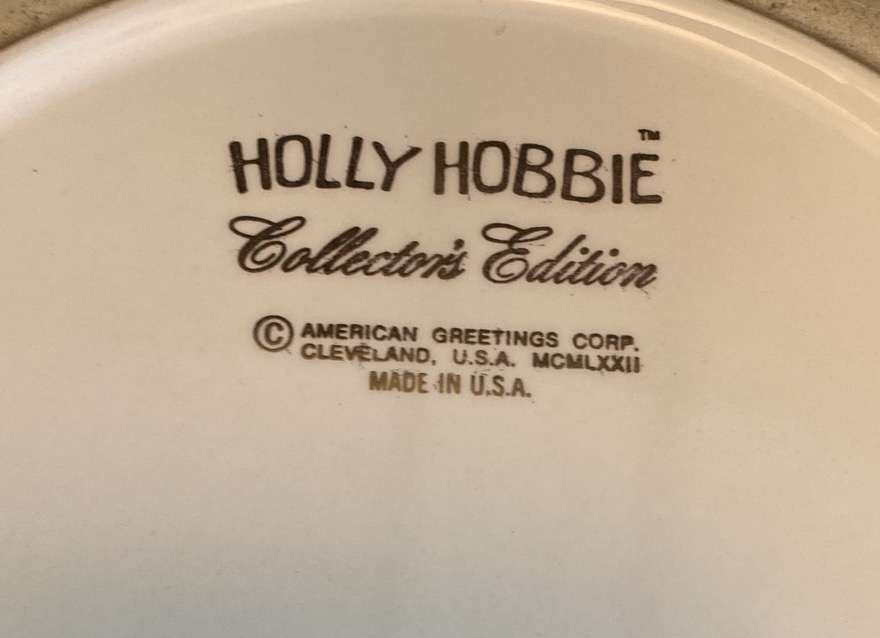 HOLLY HOBBIE™
Collector's Edition
© AMERICAN GREETINGS CORP.
CLEVELAND, U.S.A. MCMLXXII
MADE IN U.S.A.